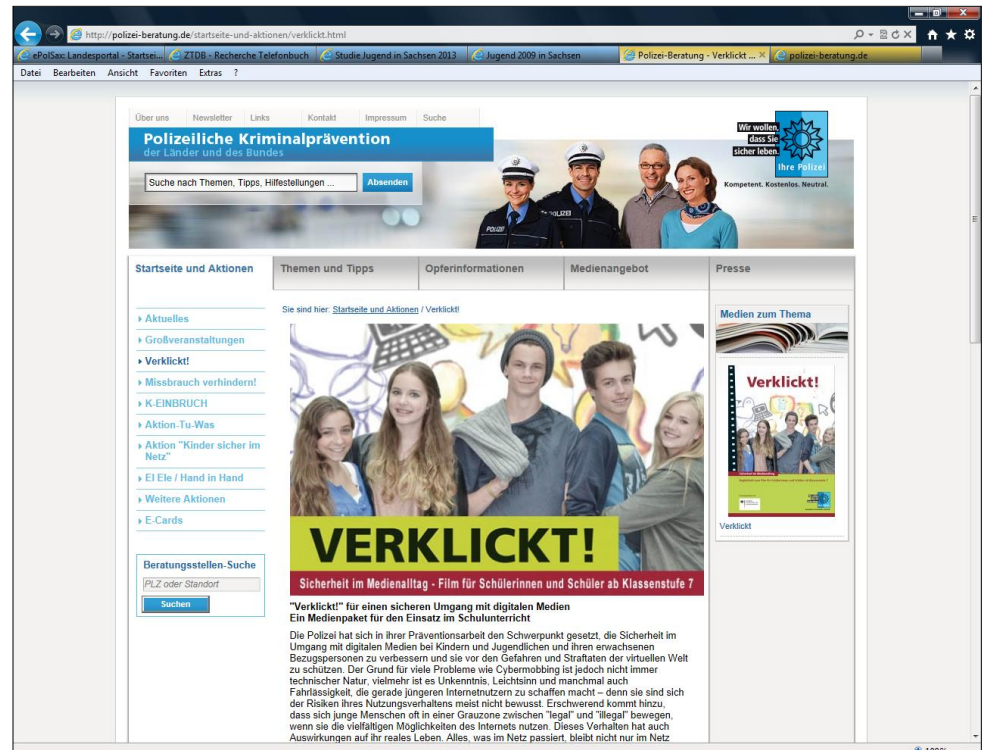 http://polizei-beratung.de/startseite-und-aktionen/verklickt.html
ePolSax: Landesportal - Startsei... ZTDB - Recherche Telefonbuch Studie Jugend in Sachsen 2013 Jugend 2009 in Sachsen Polizei-Beratung - Verklickt ... polizei-beratung.de
Datei Bearbeiten Ansicht Favoriten Extras ?
Über uns Newsletter Links Kontakt Impressum Suche
Polizeiliche Kriminalprävention
der Länder und des Bundes
Suche nach Themen, Tipps, Hilfestellungen ... Absenden
POLIZEI
POLIZEI
Wir wollen,
dass Sie
sicher leben.
Ihre Polizei
Kompetent. Kostenlos. Neutral.
Startseite und Aktionen Themen und Tipps Opferinformationen Medienangebot Presse
Aktuelles
Großveranstaltungen
Verklickt!
Missbrauch verhindern!
K-EINBRUCH
Aktion-Tu-Was
Aktion "Kinder sicher im
Netz"
El Ele / Hand in Hand
Weitere Aktionen
E-Cards
Beratungsstellen-Suche
PLZ oder Standort
Suchen
Sie sind hier: Startseite und Aktionen / Verklickt!
VERKLICKT!
Sicherheit im Medienalltag - Film für Schülerinnen und Schüler ab Klassenstufe 7
"Verklickt!" für einen sicheren Umgang mit digitalen Medien
Ein Medienpaket für den Einsatz im Schulunterricht
Die Polizei hat sich in ihrer Präventionsarbeit den Schwerpunkt gesetzt, die Sicherheit im
Umgang mit digitalen Medien bei Kindern und Jugendlichen und ihren erwachsenen
Bezugspersonen zu verbessern und sie vor den Gefahren und Straftaten der virtuellen Welt
zu schützen. Der Grund für viele Probleme wie Cybermobbing ist jedoch nicht immer
technischer Natur, vielmehr ist es Unkenntnis, Leichtsinn und manchmal auch
Fahrlässigkeit, die gerade jüngeren Internetnutzern zu schaffen macht – denn sie sind sich
der Risiken ihres Nutzungsverhaltens meist nicht bewusst. Erschwerend kommt hinzu,
dass sich junge Menschen oft in einer Grauzone zwischen "legal" und "illegal" bewegen,
wenn sie die vielfältigen Möglichkeiten des Internets nutzen. Dieses Verhalten hat auch
Auswirkungen auf ihr reales Leben. Alles, was im Netz passiert, bleibt nicht nur im Netz
Medien zum Thema
Verklickt!
Verklickt